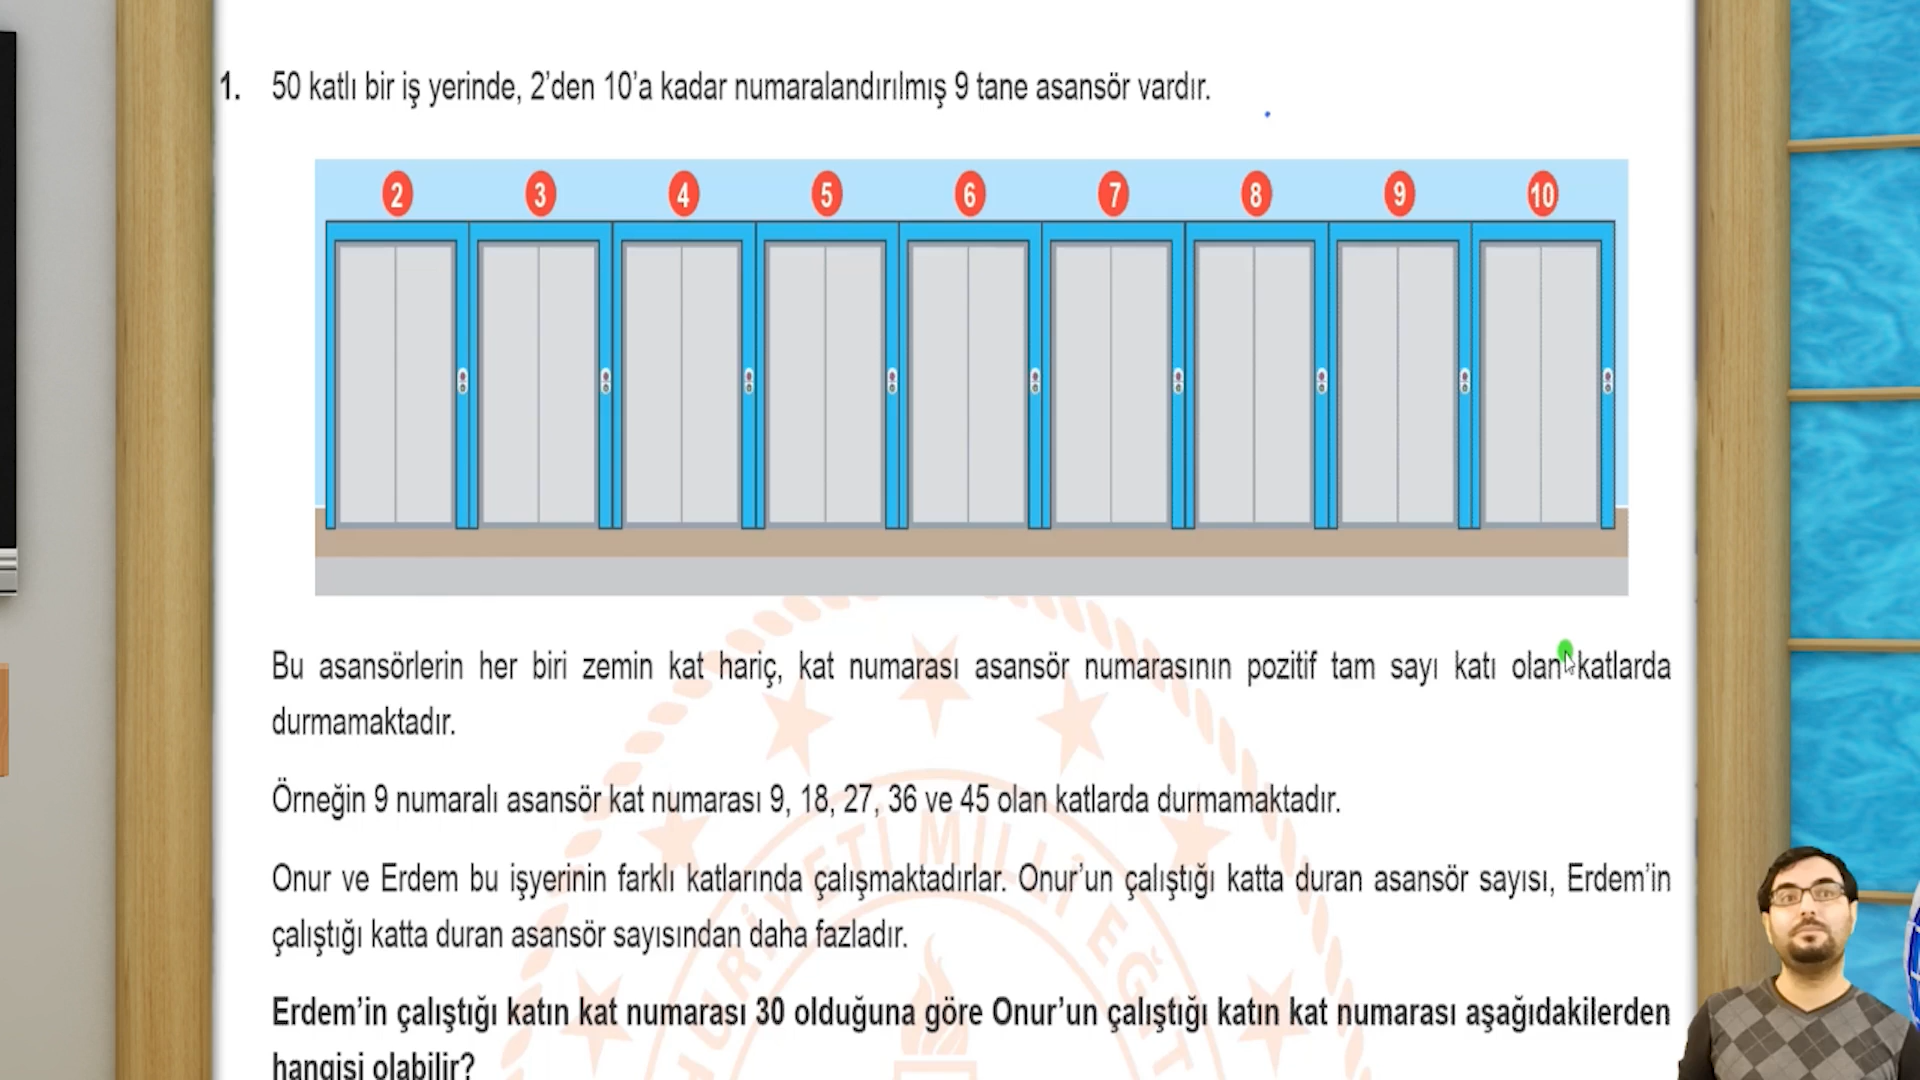 1. 50 katlı bir iş yerinde, 2’den 10’a kadar numaralandırılmış 9 tane asansör vardır.
2 3 4 5 6 7 8 9 10
Bu asansörlerin her biri zemin kat hariç, kat numarası asansör numarasının pozitif tam sayı katı olan katlarda
durmamaktadır.
Örneğin 9 numaralı asansör kat numarası 9, 18, 27, 36 ve 45 olan katlarda durmamaktadır.
Onur ve Erdem bu işyerinin farklı katlarında çalışmaktadırlar. Onur’un çalıştığı katta duran asansör sayısı, Erdem’in
çalıştığı katta duran asansör sayısından daha fazladır.
Erdem’in çalıştığı katın kat numarası 30 olduğuna göre Onur’un çalıştığı katın kat numarası aşağıdakilerden
hangisi olabilir?